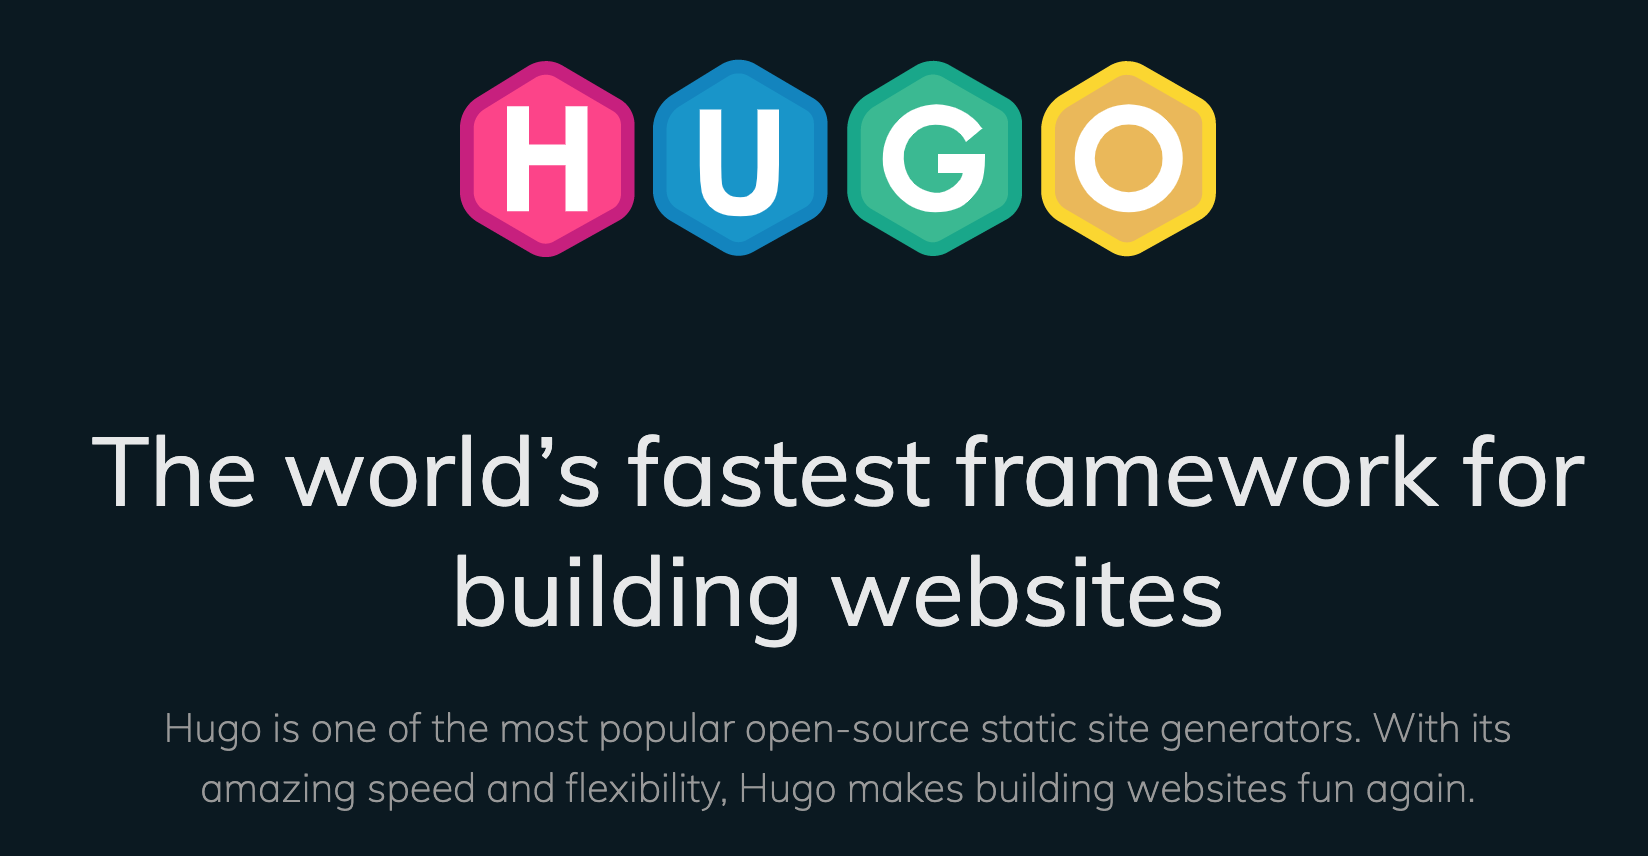 HUGO
The world’s fastest framework for
building websites
Hugo is one of the most popular open-source static site generators. With its
amazing speed and flexibility, Hugo makes building websites fun again.